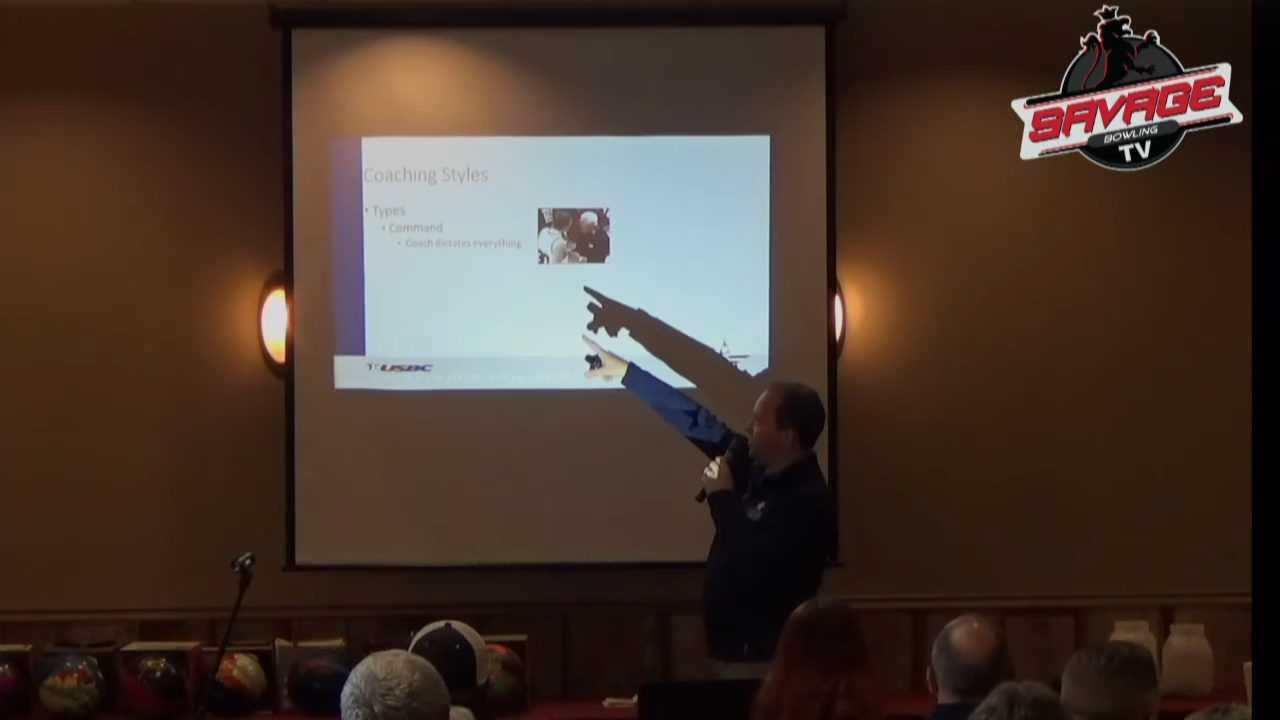 SAVAGE
BOWLING
TV
Coaching Styles
• Types
• Command
• Coach dictates everything
USBC